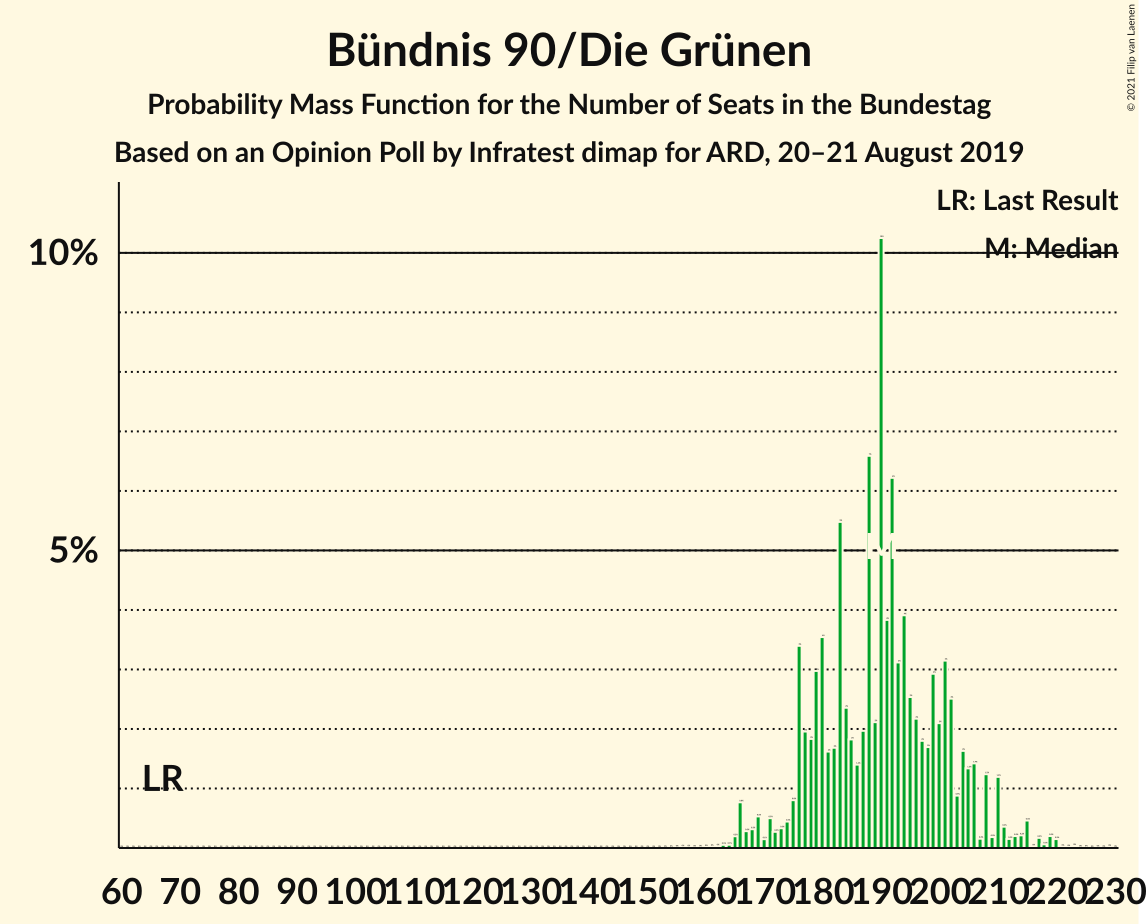 Bündnis 90/Die Grünen
Probability Mass Function for the Number of Seats in the Bundestag
Based on an Opinion Poll by Infratest dimap for ARD, 20–21 August 2019
© 2021 Filip van Laenen
LR: Last Result
M: Median
10%
5%
LR
60 70 80 90 100 110 120 130 140 150 160 170 180 190 200 210 220 230